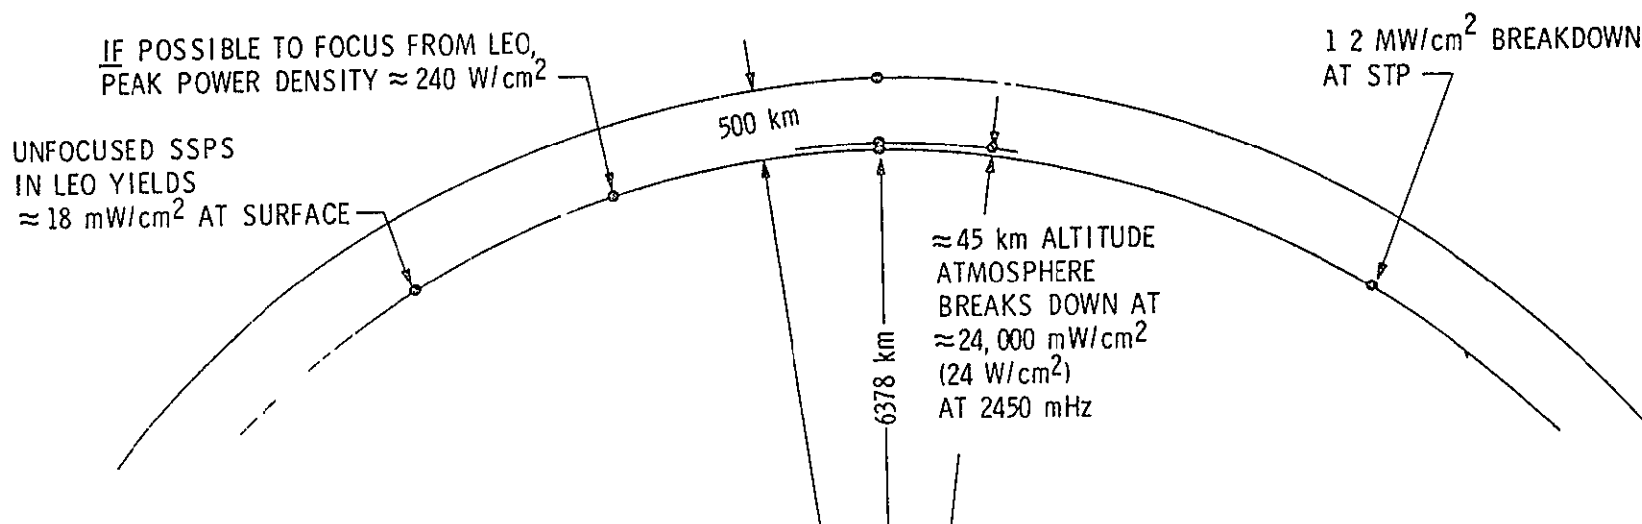 IF POSSIBLE TO FOCUS FROM LEO,
PEAK POWER DENSITY ≈ 240 W/cm²
UNFOCUSED SSPS
IN LEO YIELDS
≈ 18 mW/cm² AT SURFACE
500 km
1 2 MW/cm² BREAKDOWN
AT STP
6378 km
≈45 km ALTITUDE
ATMOSPHERE
BREAKS DOWN AT
≈24,000 mW/cm²
(24 W/cm²)
AT 2450 mHz